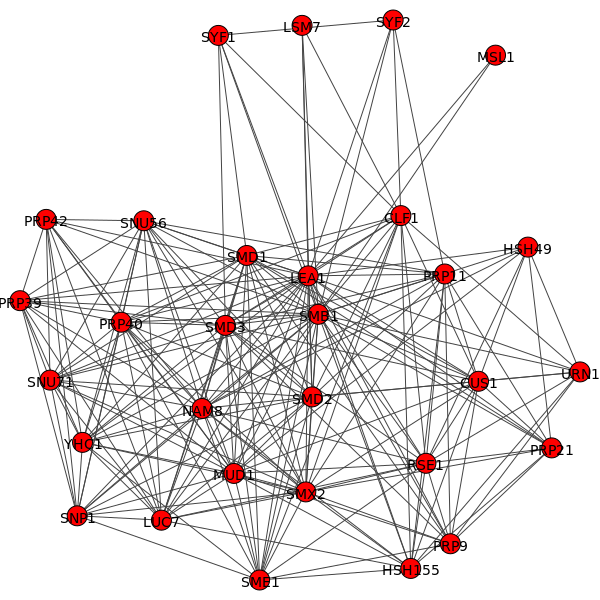 SYF1
LSM7
SYF2
MSL1
PRP42
SNU56
CLF1
HSH49
SMD1
LEA1
PRP11
PRP39
PRP40
SMD3
SMB1
SNU71
CUS1
URN1
NAM8
SMD2
YHC1
PRP21
MUD1
RSE1
SMX2
SNP1
LUC7
PRP9
SME1
HSH155